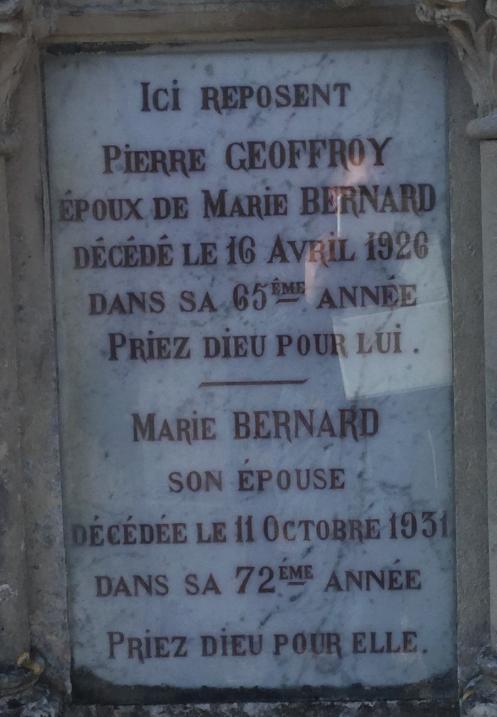 Ici reposent
Pierre GEOFFROY
époux de Marie BERNARD
décédé le 16 Avril 1926
dans sa 65ÈME année
Priez Dieu pour lui.
Marie BERNARD
son épouse
décédée le 11 Octobre 1931
dans sa 72ÈME année
Priez Dieu pour elle.